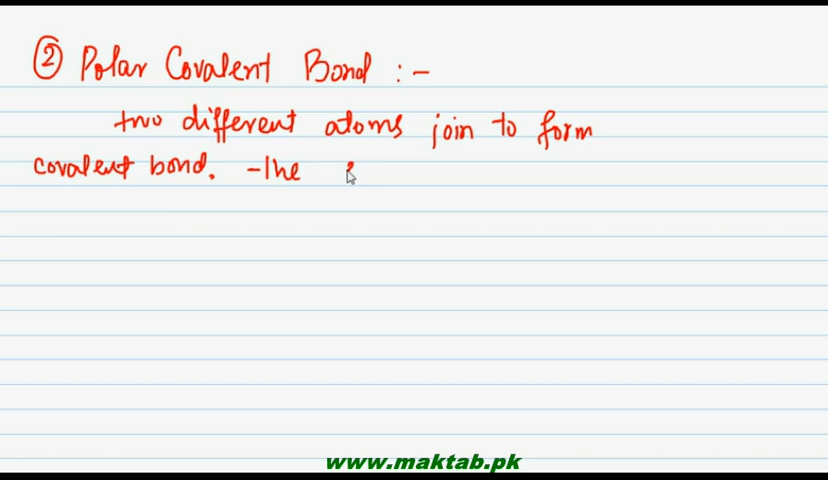 ② Polar Covalent Bond :-
two different atoms join to form
covalent bond. The
www.maktab.pk